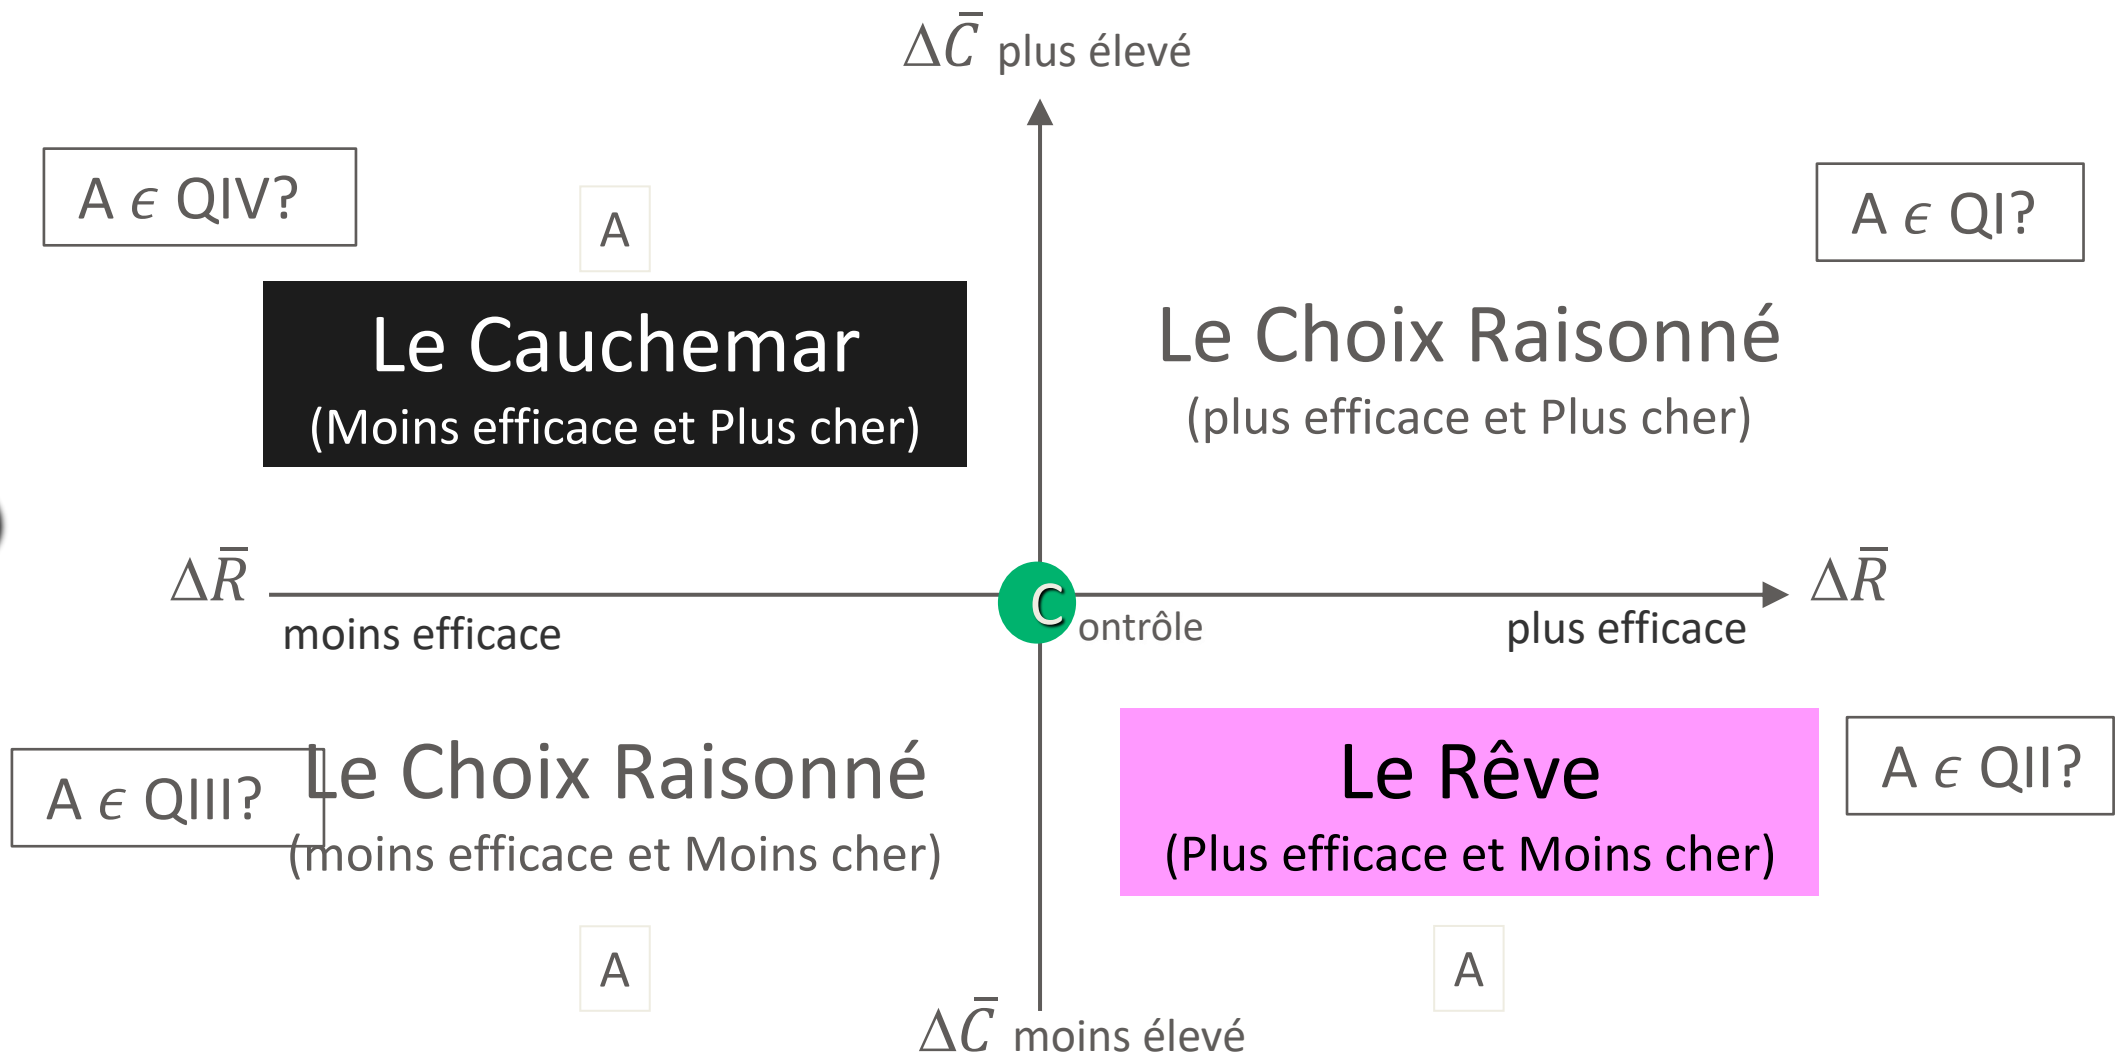 ΔC̅ plus élevé
A ϵ QIV?
A
A ϵ QI?
Le Cauchemar
(Moins efficace et Plus cher)
Le Choix Raisonné
(plus efficace et Plus cher)
ΔR̅
moins efficace
Contrôle
plus efficace
ΔR̅
A ϵ QIII?
Le Choix Raisonné
(moins efficace et Moins cher)
Le Rêve
(Plus efficace et Moins cher)
A ϵ QII?
A
A
ΔC̅ moins élevé